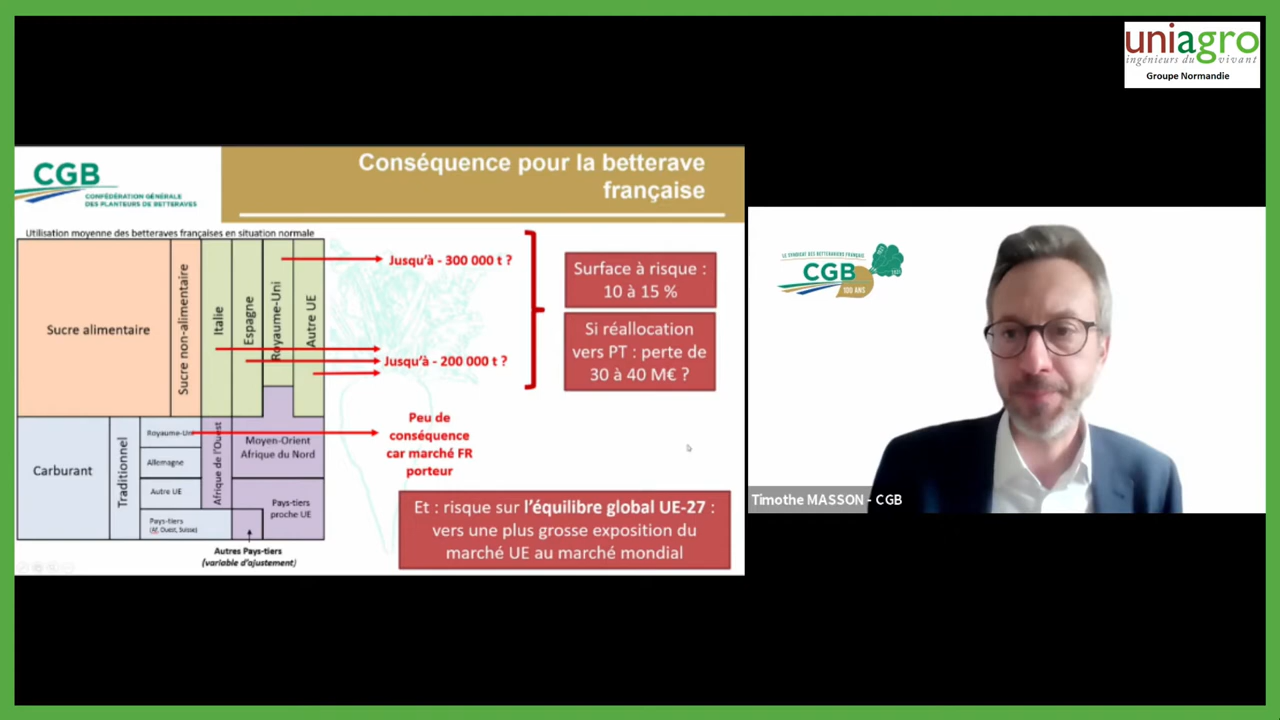 uniagro
ingénieurs du vivant
Groupe Normandie
CGB
CONFÉDÉRATION GÉNÉRALE
DES PLANTEURS DE BETTERAVES
Conséquence pour la betterave
française
Utilisation moyenne des betteraves françaises en situation normale
Sucre alimentaire
Sucre non-alimentaire
Italie
Espagne
Royaume-Uni
Autre UE
Jusqu'à - 300 000 t ?
Jusqu'à - 200 000 t ?
Surface à risque :
10 à 15 %
Si réallocation
vers PT : perte de
30 à 40 M€ ?
Carburant
Traditionnel
Royaume-Uni
Allemagne
Autre UE
Pays-tiers
(Af. Ouest, Suisse)
Afrique de l'Ouest
Moyen-Orient
Afrique du Nord
Pays-tiers
proche UE
Autres Pays-tiers
(variable d'ajustement)
Peu de
conséquence
car marché FR
porteur
Et : risque sur l'équilibre global UE-27 :
vers une plus grosse exposition du
marché UE au marché mondial
LE SYNDICAT DES BETTERAVIERS FRANÇAIS
CGB
100 ANS
Timothe MASSON - CGB